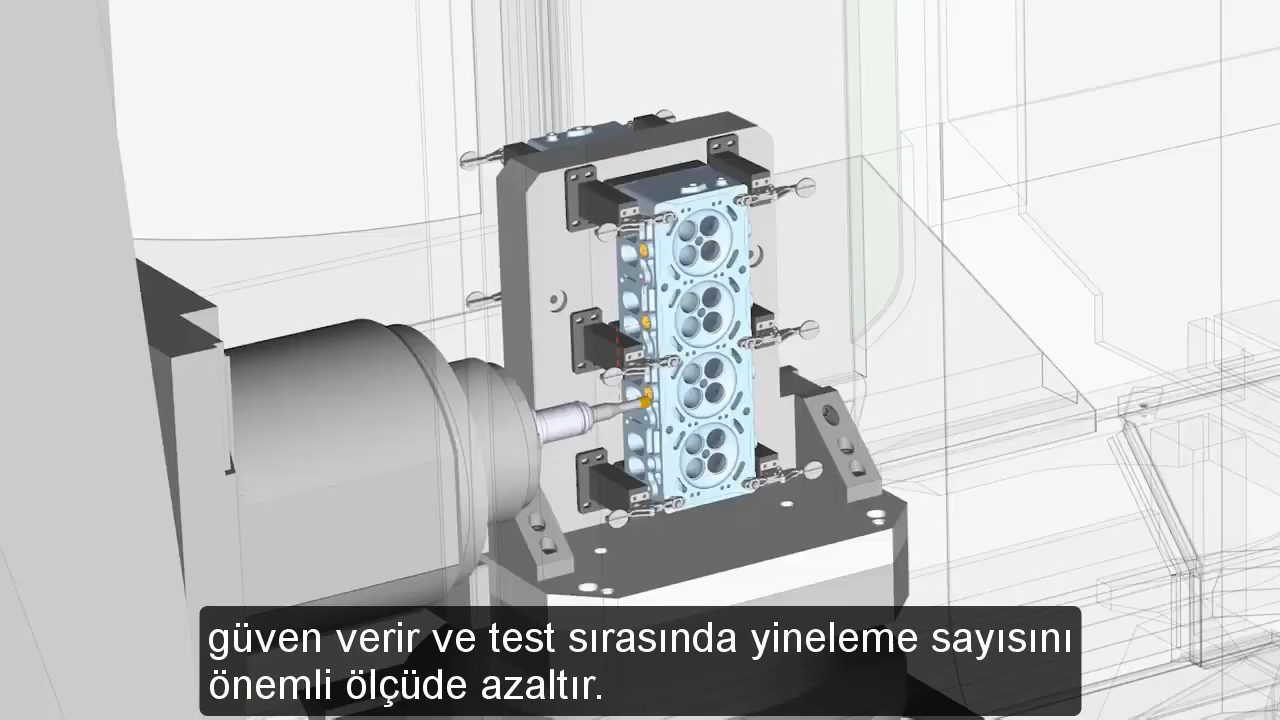 güven verir ve test sırasında yineleme sayısını
önemli ölçüde azaltır.